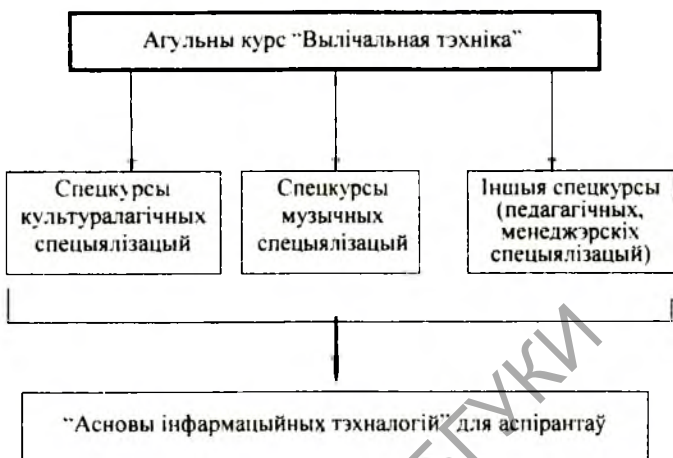 Агульны курс “Вылічальная тэхніка”
Спецкурсы
культуралагічных
спецыялізацый
Спецкурсы
музычных
спецыялізацый
Іншыя спецкурсы
(педагагічных,
менеджэрскіх
спецыялізацый)
“Асновы інфармацыйных тэхналогій” для аспірантаў
БГУКИ